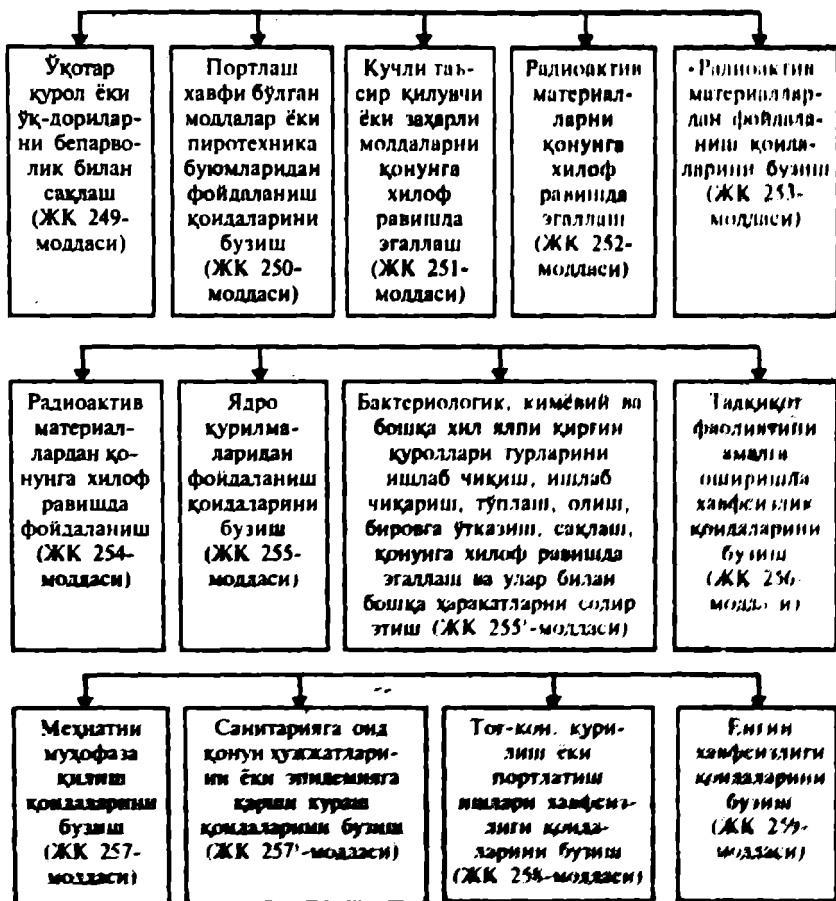 Ўқотар
қурол ёки
ўқ-дорилар-
ни бепарво-
лик билан
сақлаш
(ЖК 249-
моддаси)
Портлаш
хавфи бўлган
моддалар ёки
пиротехника
буюмларидан
фойдаланиш
қоидаларини
бузиш
(ЖК 250-
моддаси)
Кучли таъ-
сир қилувчи
ёки заҳарли
моддаларни
қонунга
хилоф
равишда
эгаллаш
(ЖК 251-
моддаси)
Радиоактив
материал-
ларни
қонунга
хилоф
равишда
эгаллаш
(ЖК 252-
моддаси)
Радиоактив
материаллар-
дан фойдала-
ниш қоида-
ларини бузиш
(ЖК 253-
моддаси)
Радиоактив
материал-
лардан қо-
нунга хилоф
равишда
фойдаланиш
(ЖК 254-
моддаси)
Ядро
қурилма-
ларидан
фойдаланиш
қоидаларини
бузиш
(ЖК 255-
моддаси)
Бактериологик, кимёвий ва
бошқа хил ялпи қирғин
қуроллари турларини
ишлаб чиқиш, ишлаб
чиқариш, тўплаш, олиш,
бировга ўтказиш, сақлаш,
қонунга хилоф равишда
эгаллаш ва улар билан
бошқа ҳаракатларни содир
этиш (ЖК 255¹-моддаси)
Тадқиқот
фаолиятини
амалга
оширишда
хавфсизлик
қоидаларини
бузиш
(ЖК 256-
моддаси)
Меҳнатни
муҳофаза
қилиш
қоидаларини
бузиш
(ЖК 257-
моддаси)
Санитарияга оид
қонун ҳужжатлари-
ни ёки эпидемияга
қарши кураш
қоидаларини бузиш
(ЖК 257¹-моддаси)
Тоғ-кон, қури-
лиш ёки
портлатиш
ишлари хавфсиз-
лиги қоида-
ларини бузиш
(ЖК 258-моддаси)
Ёнғин
хавфсизлиги
қоидаларини
бузиш
(ЖК 259-
моддаси)